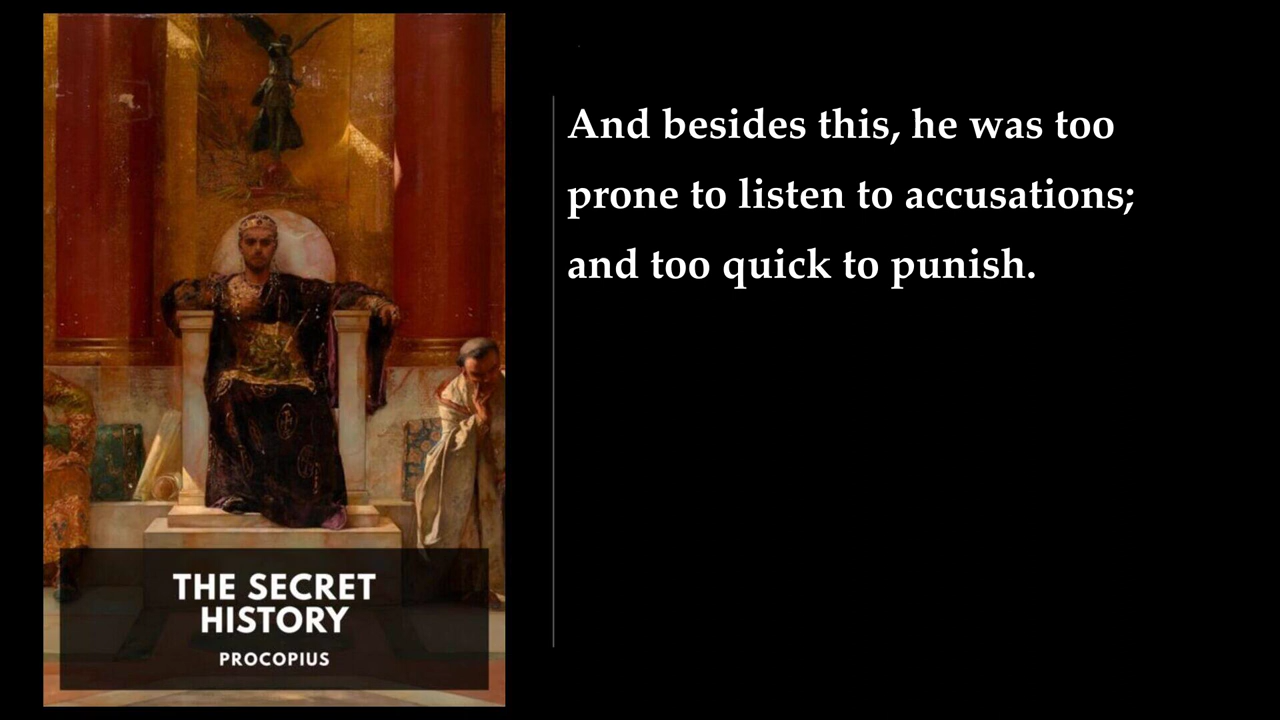 And besides this, he was too
prone to listen to accusations;
and too quick to punish.
THE SECRET
HISTORY
PROCOPIUS